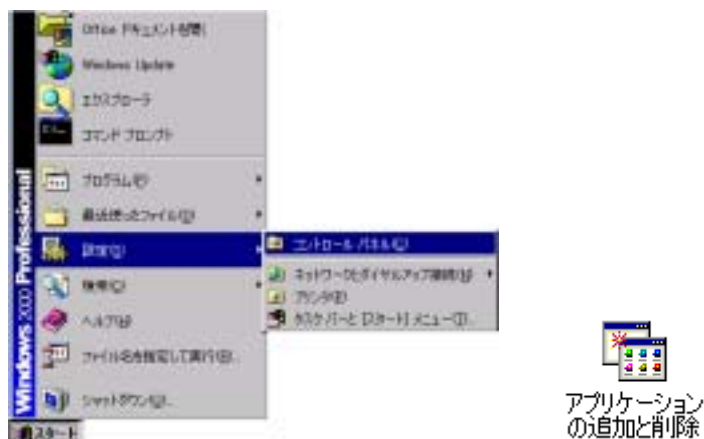 Office ドキュメントを開く
Windows Update
エクスプローラ
コマンド プロンプト
プログラム(P)
最近使ったファイル(D)
設定(S)
検索(C)
ヘルプ(H)
ファイル名を指定して実行(R)...
シャットダウン(U)...
Windows 2000 Professional
スタート
コントロール パネル(C)
ネットワークとダイヤルアップ接続(N)
プリンタ(P)
タスク バーと [スタート] メニュー(T)...
アプリケーション
の追加と削除